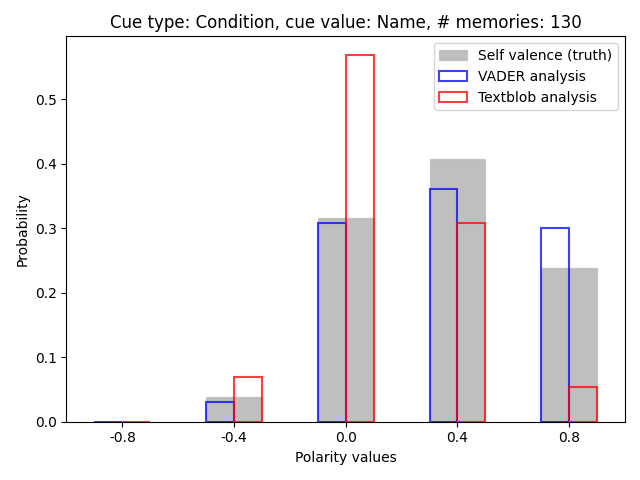 Cue type: Condition, cue value: Name, # memories: 130
Self valence (truth)
VADER analysis
Textblob analysis
Probability
0.5
0.4
0.3
0.2
0.1
0.0
-0.8 -0.4 0.0 0.4 0.8
Polarity values